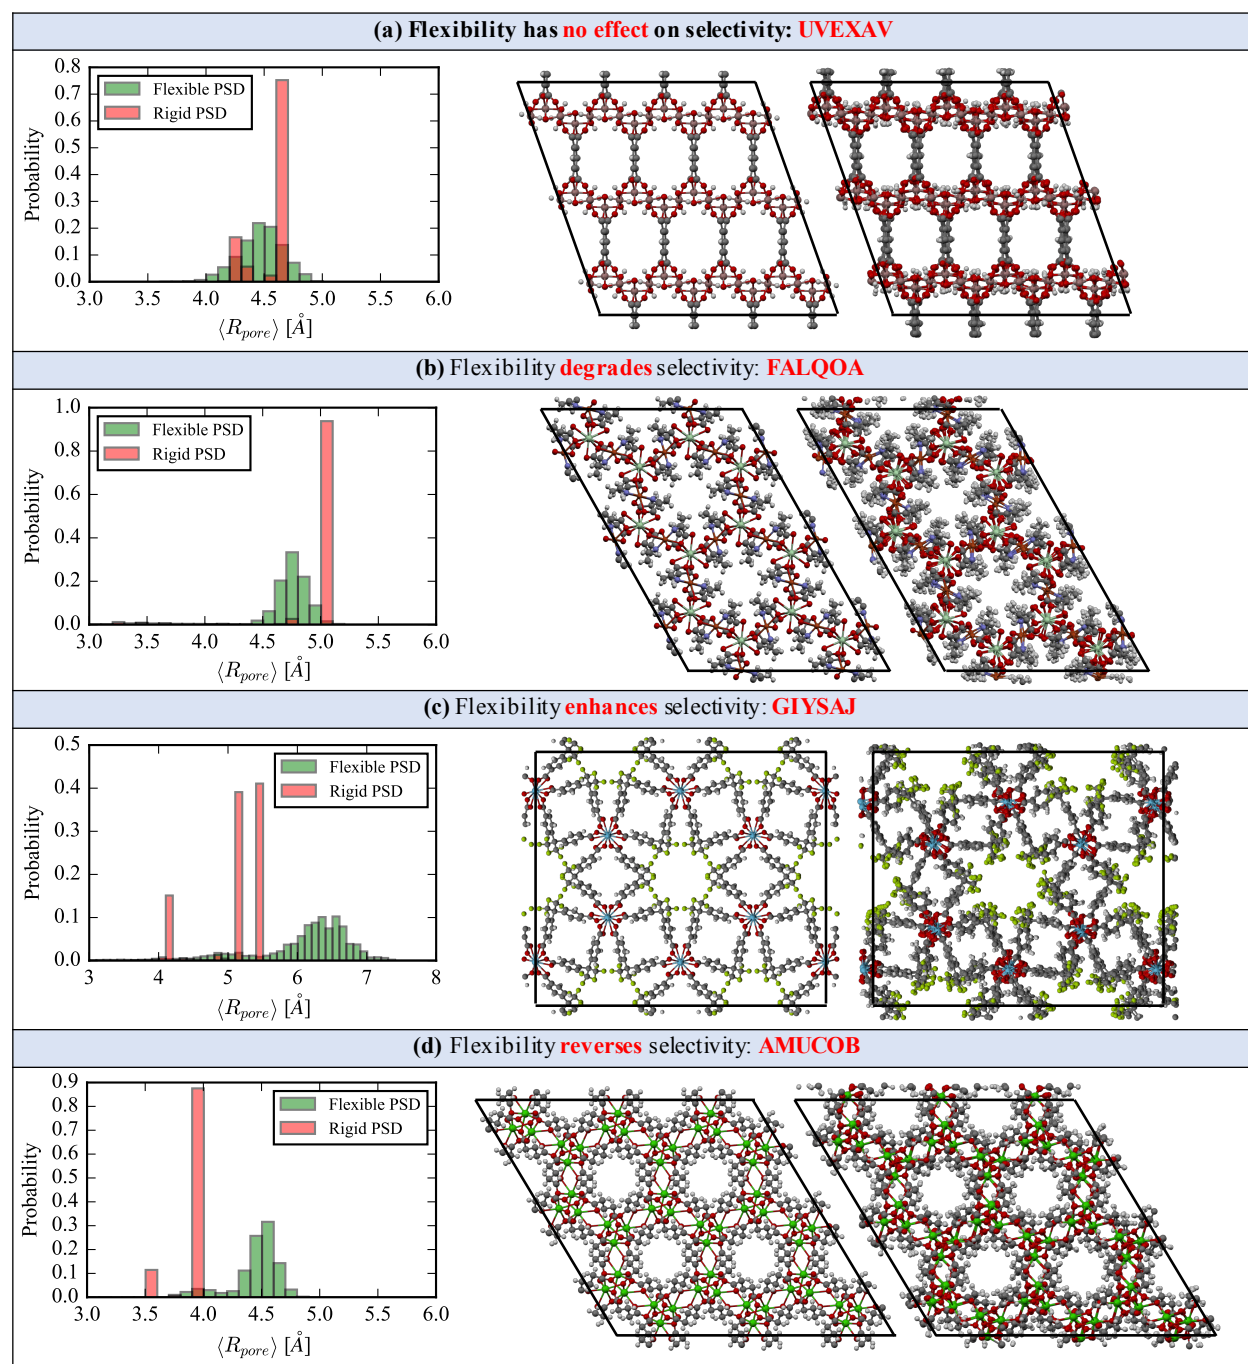 (a) Flexibility has no effect on selectivity: UVEXAV
0.8
0.7
0.6
0.5
0.4
0.3
0.2
0.1
0.0
Probability
Flexible PSD
Rigid PSD
3.0 3.5 4.0 4.5 5.0 5.5 6.0
⟨R_pore⟩ [Å]
(b) Flexibility degrades selectivity: FALQOA
1.0
0.8
0.6
0.4
0.2
0.0
Probability
Flexible PSD
Rigid PSD
3.0 3.5 4.0 4.5 5.0 5.5 6.0
⟨R_pore⟩ [Å]
(c) Flexibility enhances selectivity: GIYSAJ
0.5
0.4
0.3
0.2
0.1
0.0
Probability
Flexible PSD
Rigid PSD
3 4 5 6 7 8
⟨R_pore⟩ [Å]
(d) Flexibility reverses selectivity: AMUCOB
0.9
0.8
0.7
0.6
0.5
0.4
0.3
0.2
0.1
0.0
Probability
Flexible PSD
Rigid PSD
3.0 3.5 4.0 4.5 5.0 5.5 6.0
⟨R_pore⟩ [Å]